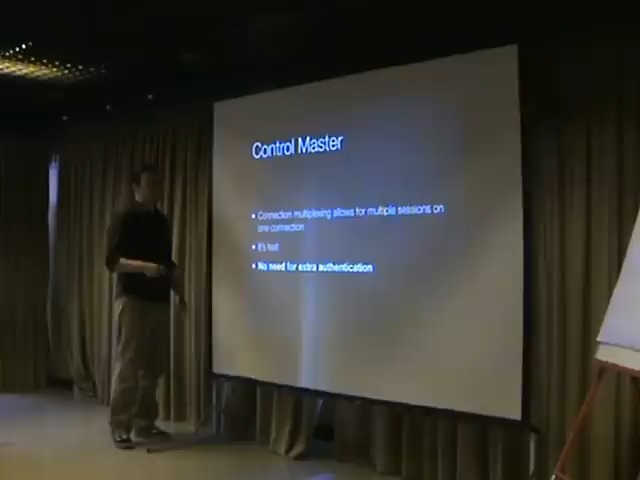 Control Master
• Connection multiplexing allows for multiple sessions on
one connection
• It's fast
• No need for extra authentication